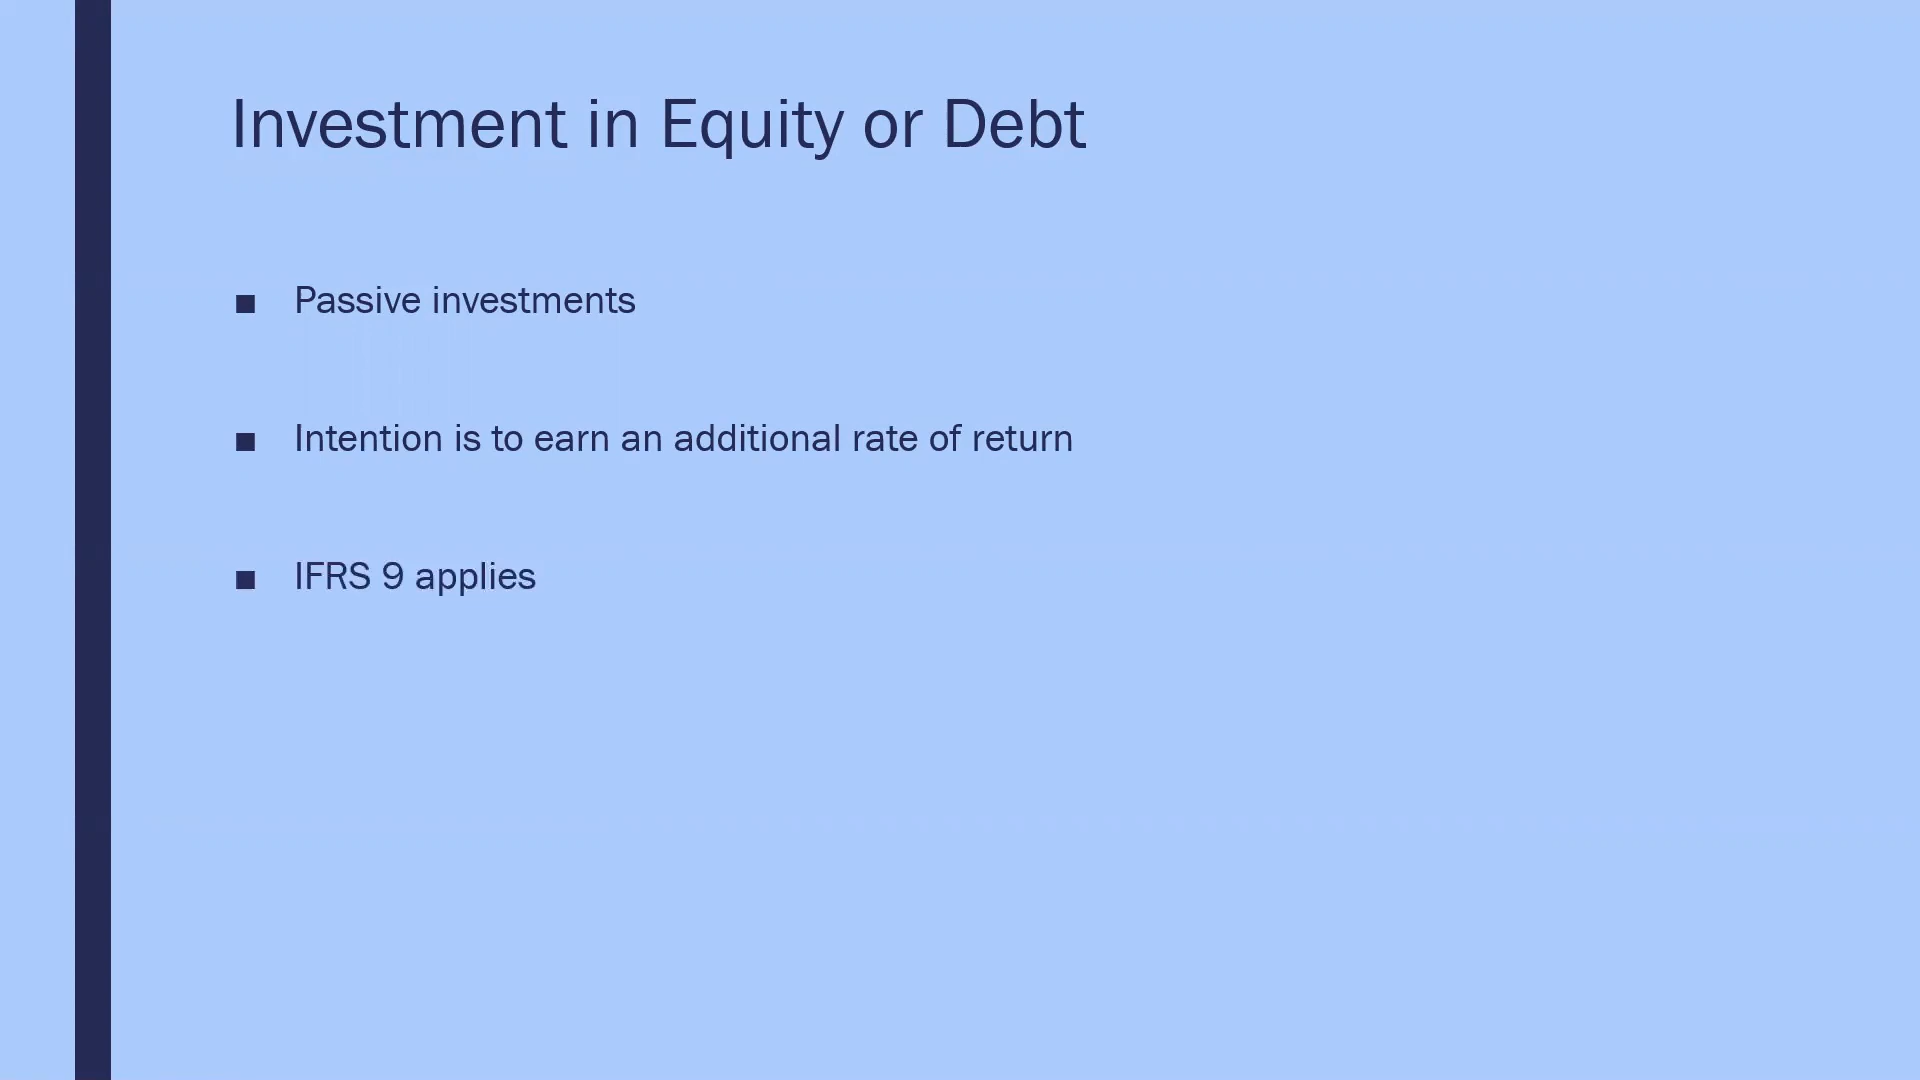 Investment in Equity or Debt
■ Passive investments
■ Intention is to earn an additional rate of return
■ IFRS 9 applies